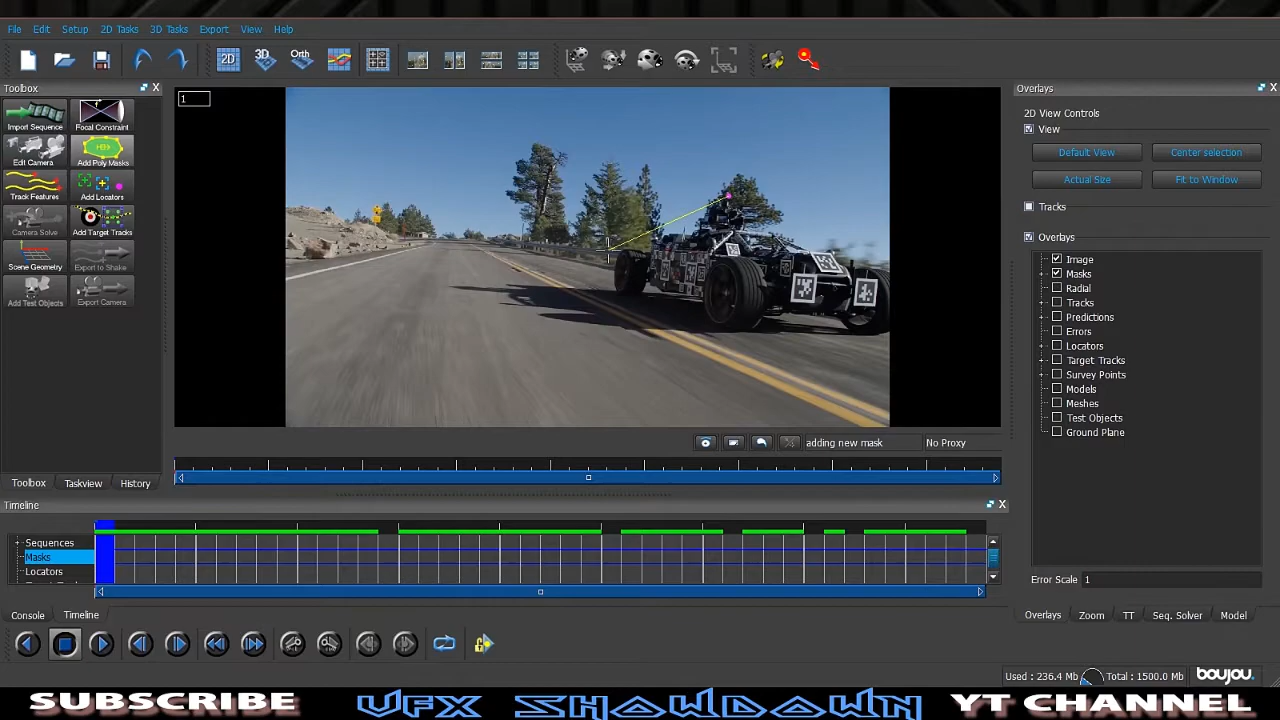 File Edit Setup 2D Tasks 3D Tasks Export View Help
2D 3D Orth
Toolbox
Overlays
Import Sequence Focal Constraint
Edit Camera Add Poly Masks
Track Features Add Locators
Camera Solve Add Target Tracks
Scene Geometry Export to Shake
Add Test Objects Export Camera
1
2D View Controls
View
Default View Center selection
Actual Size Fit to Window
Tracks
Overlays
Image
Masks
Radial
Tracks
Predictions
Errors
Locators
Target Tracks
Survey Points
Models
Meshes
Test Objects
Ground Plane
adding new mask No Proxy
Toolbox Taskview History
Timeline
Sequences
Masks
Locators
Error Scale 1
Console Timeline
Overlays Zoom TT Seq. Solver Model
Used : 236.4 Mb Total : 1500.0 Mb boujou.
SUBSCRIBE VFX SHOWDOWN YT CHANNEL